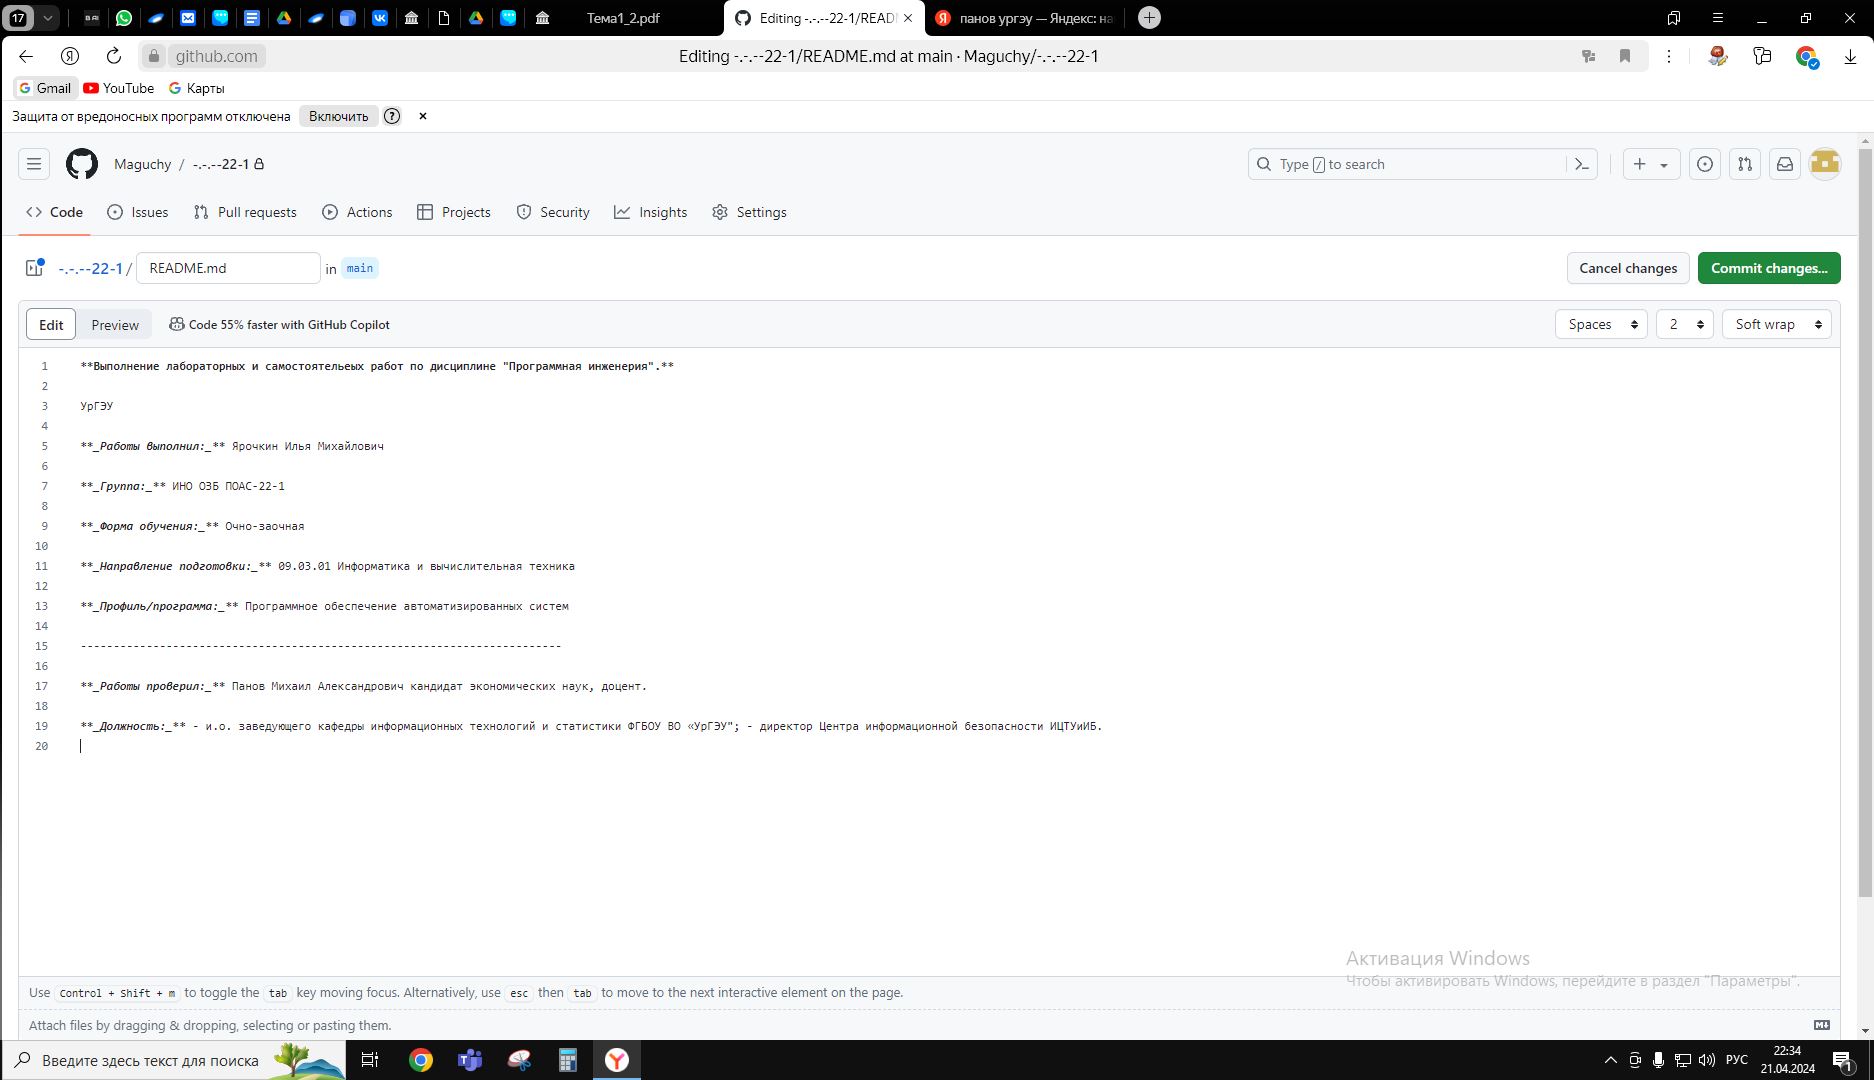 17
Тема1_2.pdf
Editing -.-.--22-1/READ
панов ургэу — Яндекс: на
github.com
Editing -.-.--22-1/README.md at main · Maguchy/-.-.--22-1
Gmail YouTube Карты
Защита от вредоносных программ отключена Включить ?
Maguchy / -.-.--22-1
Type / to search
Code Issues Pull requests Actions Projects Security Insights Settings
-.-.--22-1 / README.md in main
Cancel changes Commit changes...
Edit Preview Code 55% faster with GitHub Copilot
Spaces 2 Soft wrap
1 **Выполнение лабораторных и самостоятельеых работ по дисциплине "Программная инженерия".**
2
3 УрГЭУ
4
5 **_Работы выполнил:_** Ярочкин Илья Михайлович
6
7 **_Группа:_** ИНО ОЗБ ПОАС-22-1
8
9 **_Форма обучения:_** Очно-заочная
10
11 **_Направление подготовки:_** 09.03.01 Информатика и вычислительная техника
12
13 **_Профиль/программа:_** Программное обеспечение автоматизированных систем
14
15 -------------------------------------------------------------------------
16
17 **_Работы проверил:_** Панов Михаил Александрович кандидат экономических наук, доцент.
18
19 **_Должность:_** - и.о. заведующего кафедры информационных технологий и статистики ФГБОУ ВО «УрГЭУ"; - директор Центра информационной безопасности ИЦТУиИБ.
20
Активация Windows
Чтобы активировать Windows, перейдите в раздел "Параметры".
Use Control + Shift + m to toggle the tab key moving focus. Alternatively, use esc then tab to move to the next interactive element on the page.
Attach files by dragging & dropping, selecting or pasting them.
Введите здесь текст для поиска
РУС
22:34
21.04.2024
1